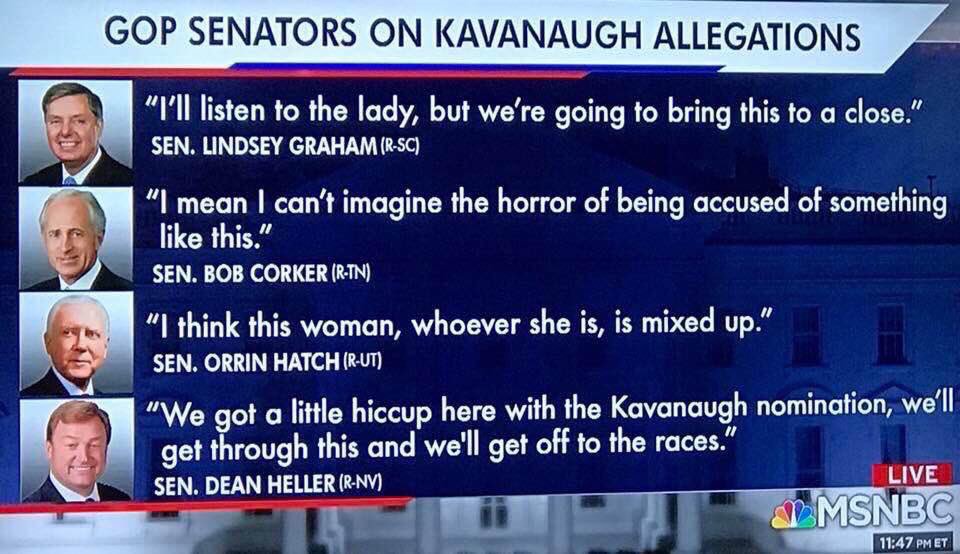 GOP SENATORS ON KAVANAUGH ALLEGATIONS
“I’ll listen to the lady, but we’re going to bring this to a close.”
SEN. LINDSEY GRAHAM (R-SC)
“I mean I can’t imagine the horror of being accused of something
like this.”
SEN. BOB CORKER (R-TN)
“I think this woman, whoever she is, is mixed up.”
SEN. ORRIN HATCH (R-UT)
“We got a little hiccup here with the Kavanaugh nomination, we’ll
get through this and we'll get off to the races.”
SEN. DEAN HELLER (R-NV)
LIVE
MSNBC
11:47 PM ET